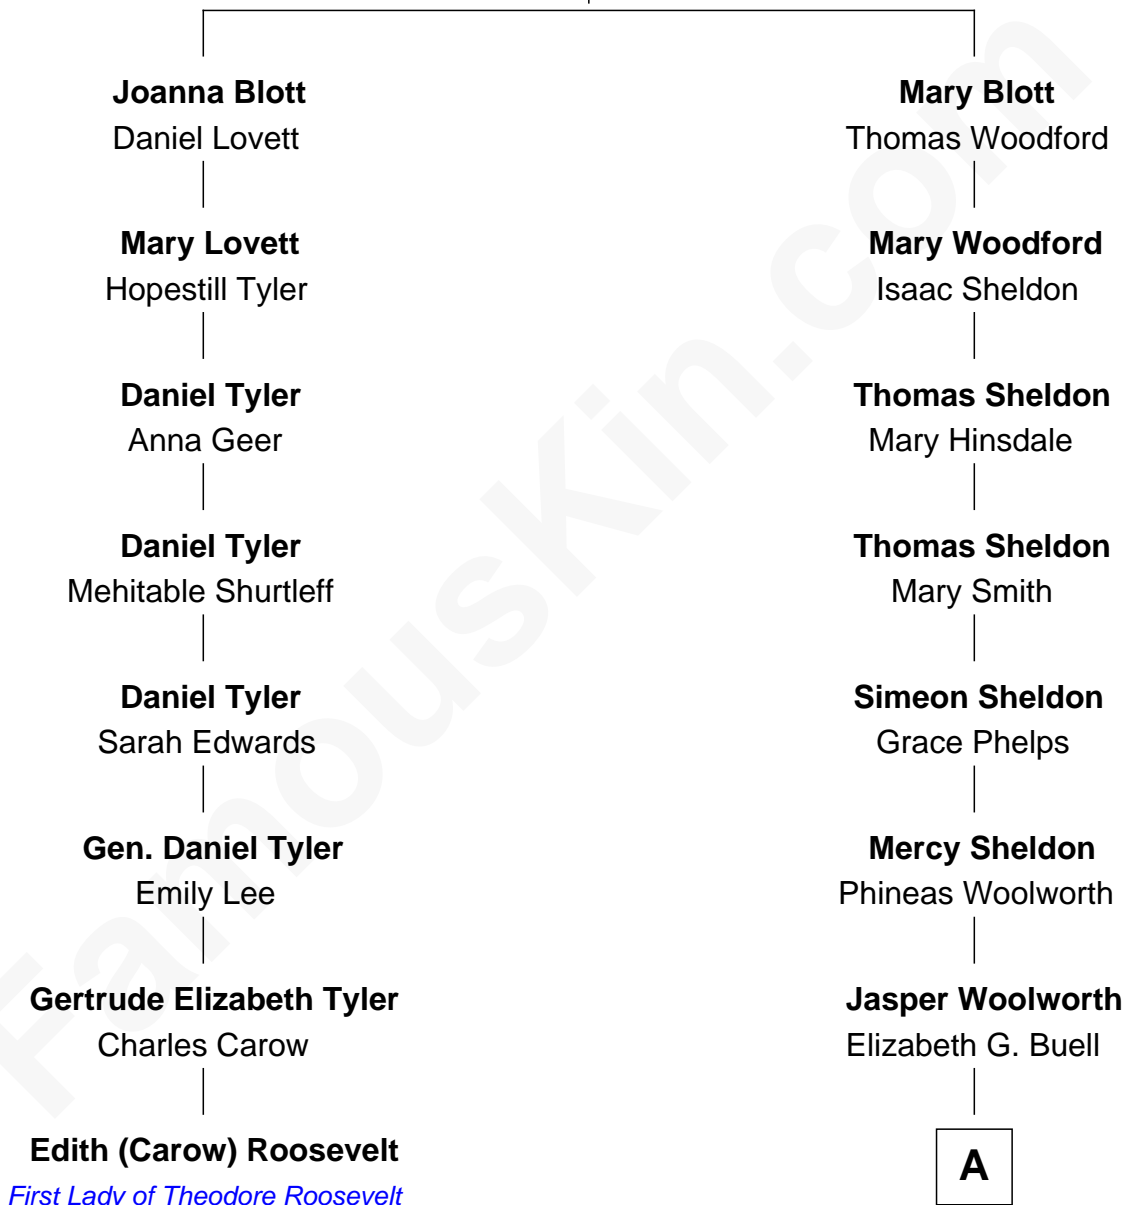 Joanna Blott
Daniel Lovett
Mary Blott
Thomas Woodford
Mary Lovett
Hopestill Tyler
Mary Woodford
Isaac Sheldon
Daniel Tyler
Anna Geer
Thomas Sheldon
Mary Hinsdale
Daniel Tyler
Mehitable Shurtleff
Thomas Sheldon
Mary Smith
Daniel Tyler
Sarah Edwards
Simeon Sheldon
Grace Phelps
Gen. Daniel Tyler
Emily Lee
Mercy Sheldon
Phineas Woolworth
Gertrude Elizabeth Tyler
Charles Carow
Jasper Woolworth
Elizabeth G. Buell
Edith (Carow) Roosevelt
First Lady of Theodore Roosevelt
A
FamousKin.com